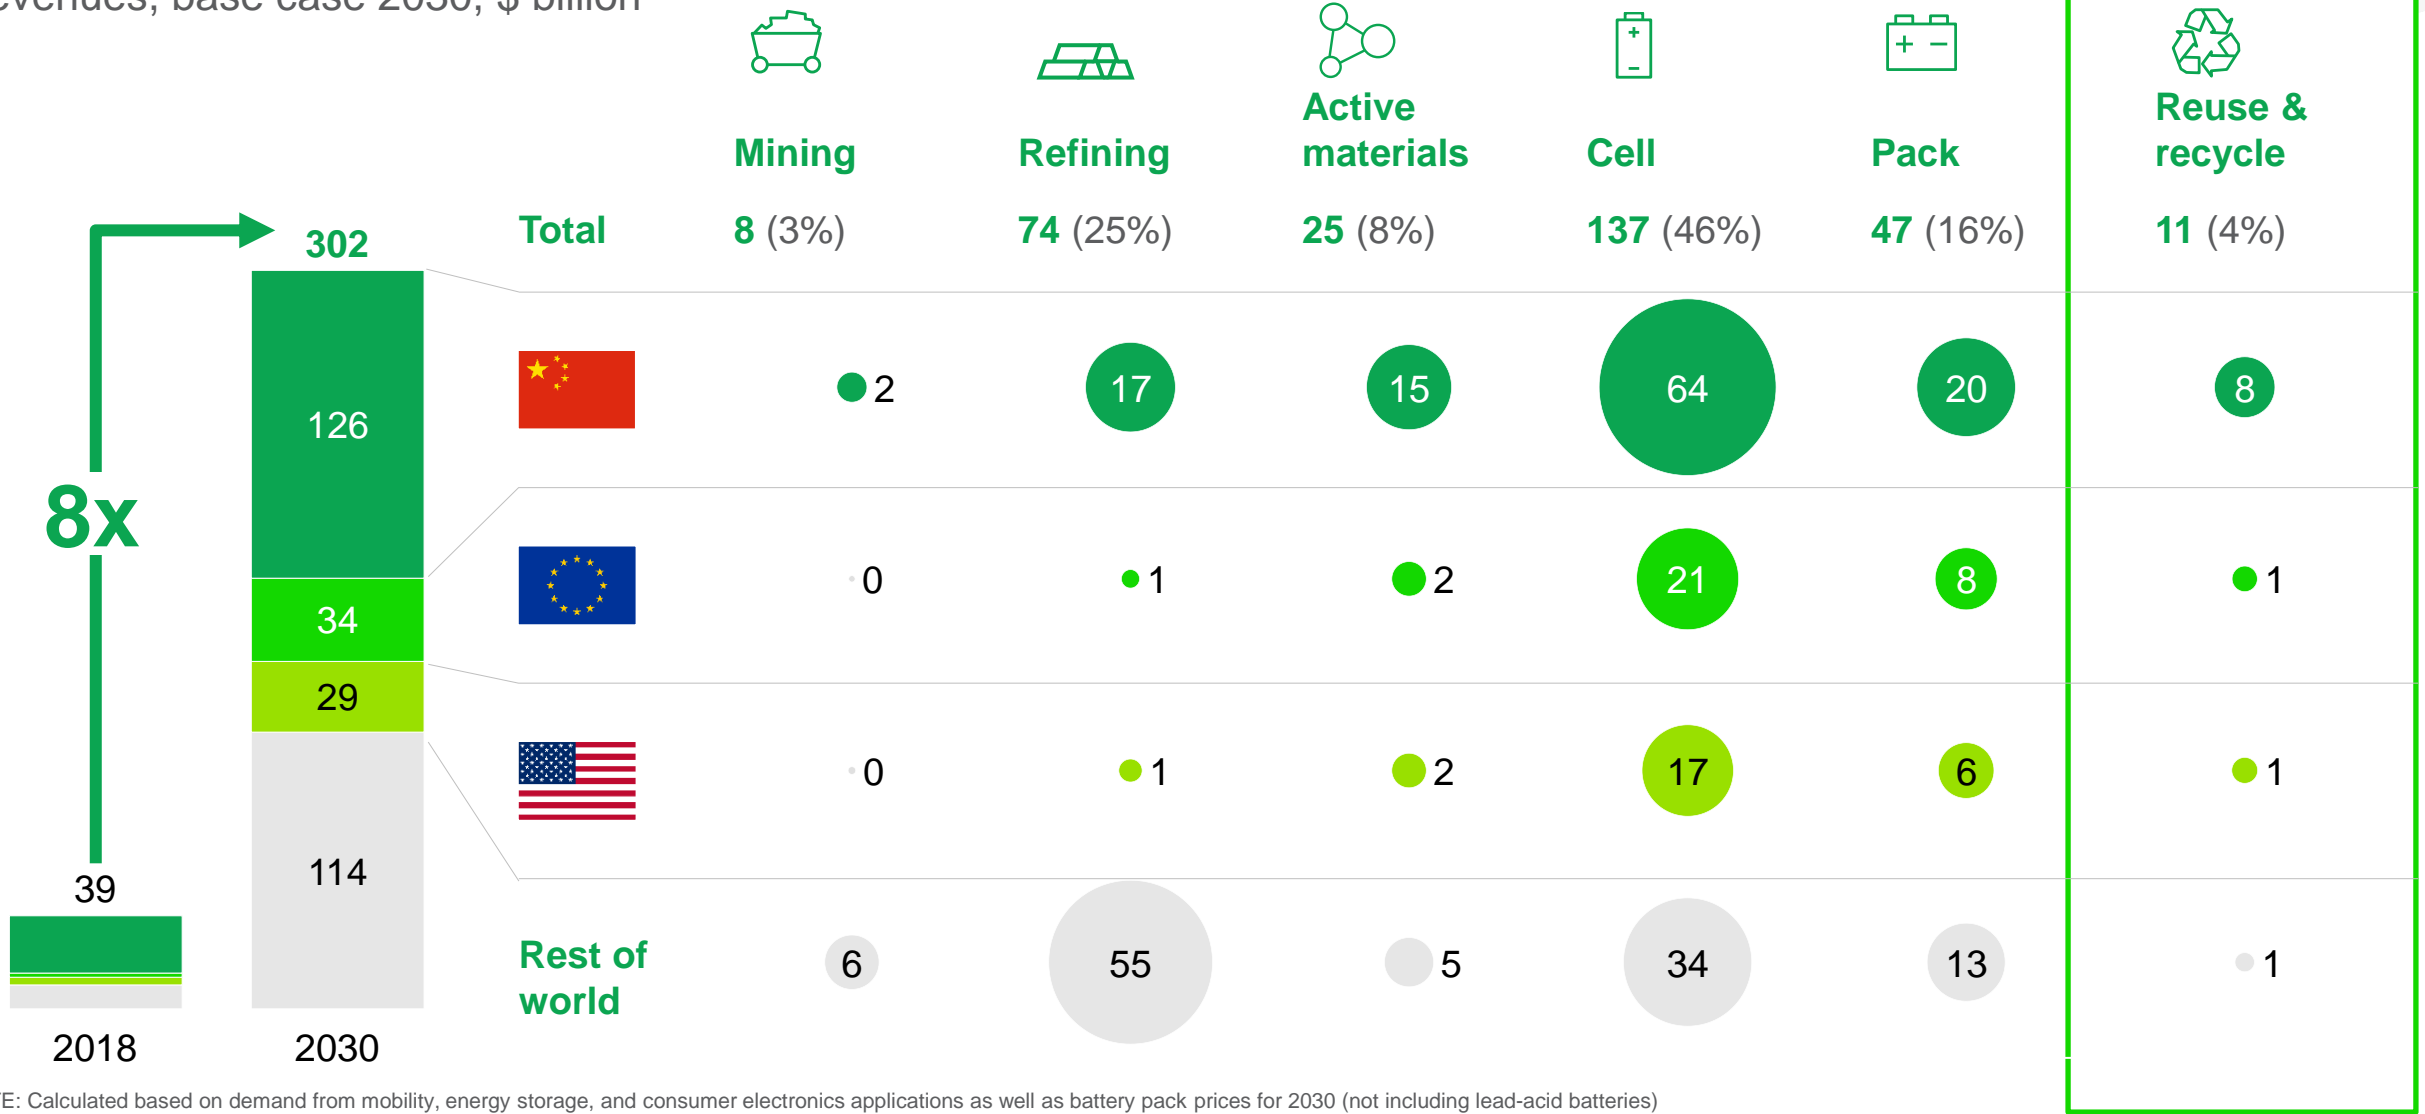 base case 2030, $ billion
Mining
Refining
Active
materials
Cell
Pack
Reuse &
recycle
Total
8 (3%)
74 (25%)
25 (8%)
137 (46%)
47 (16%)
11 (4%)
302
126
34
29
114
8x
39
2018
2030
2
17
15
64
20
8
0
1
2
21
8
1
0
1
2
17
6
1
Rest of
world
6
55
5
34
13
1
+
-
+ -
E: Calculated based on demand from mobility, energy storage, and consumer electronics applications as well as battery pack prices for 2030 (not including lead-acid batteries)